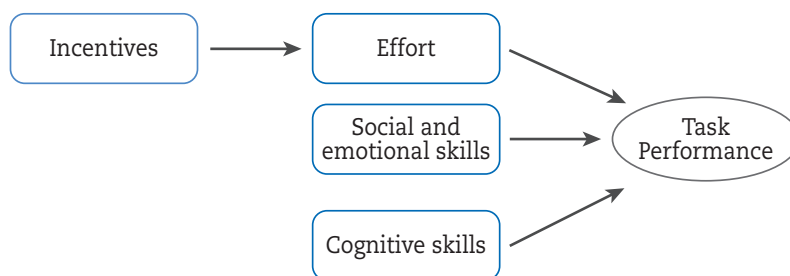 Incentives
Effort
Social and
emotional skills
Task
Performance
Cognitive skills